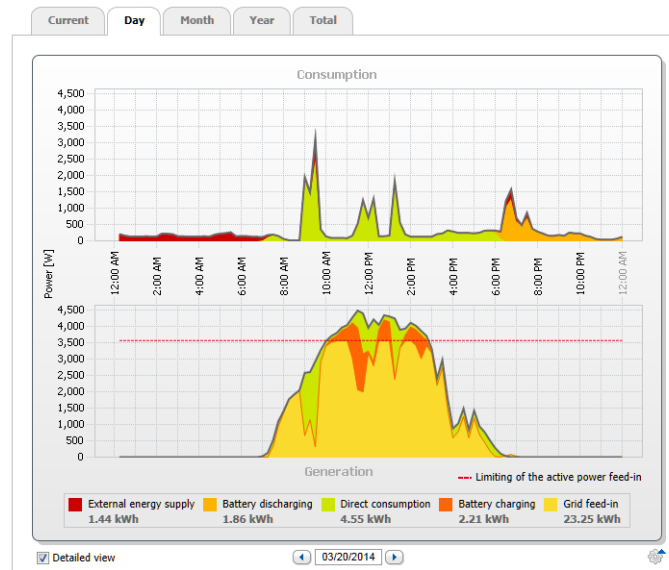 Current Day Month Year Total
Consumption
4,500
4,000
3,500
3,000
2,500
2,000
1,500
1,000
500
0
Power [W]
12:00 AM 2:00 AM 4:00 AM 6:00 AM 8:00 AM 10:00 AM 12:00 PM 2:00 PM 4:00 PM 6:00 PM 8:00 PM 10:00 PM 12:00 AM
4,500
4,000
3,500
3,000
2,500
2,000
1,500
1,000
500
0
Generation
Limiting of the active power feed-in
External energy supply Battery discharging Direct consumption Battery charging Grid feed-in
1.44 kWh 1.86 kWh 4.55 kWh 2.21 kWh 23.25 kWh
Detailed view 03/20/2014